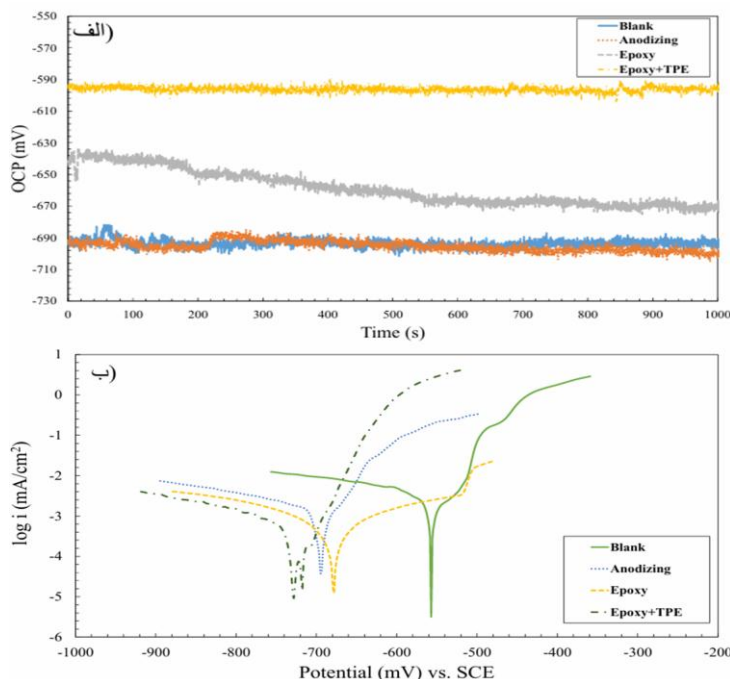 الف)
-550
-570
-590
-610
-630
-650
-670
-690
-710
-730
OCP (mV)
Blank
Anodizing
Epoxy
Epoxy+TPE
0 100 200 300 400 500 600 700 800 900 1000
Time (s)
ب)
1
0
-1
-2
-3
-4
-5
-6
log i (mA/cm²)
Blank
Anodizing
Epoxy
Epoxy+TPE
-1000 -900 -800 -700 -600 -500 -400 -300 -200
Potential (mV) vs. SCE